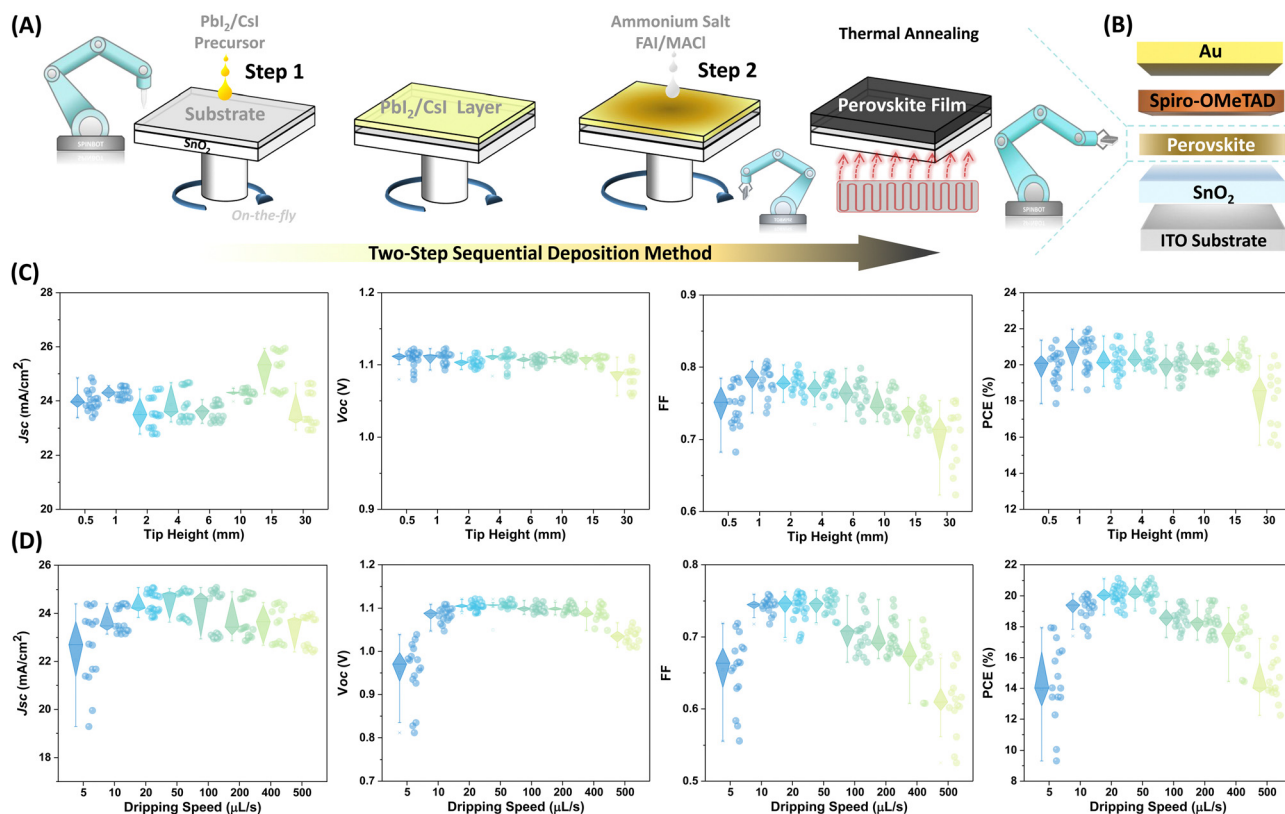 (A)
PbI₂/CsI
Precursor
Step 1
Substrate
SnO₂
SPINBOT
On-the-fly
PbI₂/CsI Layer
Ammonium Salt
FAI/MACl
Step 2
Thermal Annealing
Perovskite Film
SPINBOT
Two-Step Sequential Deposition Method
(B)
Au
Spiro-OMeTAD
Perovskite
SnO₂
ITO Substrate
(C)
Jsc (mA/cm²)
28
26
24
22
20
0.5 1 2 4 6 10 15 30
Tip Height (mm)
Voc (V)
1.2
1.1
1.0
0.9
0.5 1 2 4 6 10 15 30
Tip Height (mm)
FF
0.9
0.8
0.7
0.6
0.5 1 2 4 6 10 15 30
Tip Height (mm)
PCE (%)
24
22
20
18
16
14
12
10
0.5 1 2 4 6 10 15 30
Tip Height (mm)
(D)
Jsc (mA/cm²)
26
24
22
20
18
17
5 10 20 50 100 200 400 500
Dripping Speed (μL/s)
Voc (V)
1.2
1.1
1.0
0.9
0.8
0.7
5 10 20 50 100 200 400 500
Dripping Speed (μL/s)
FF
0.8
0.7
0.6
0.5
5 10 20 50 100 200 400 500
Dripping Speed (μL/s)
PCE (%)
22
20
18
16
14
12
10
8
5 10 20 50 100 200 400 500
Dripping Speed (μL/s)